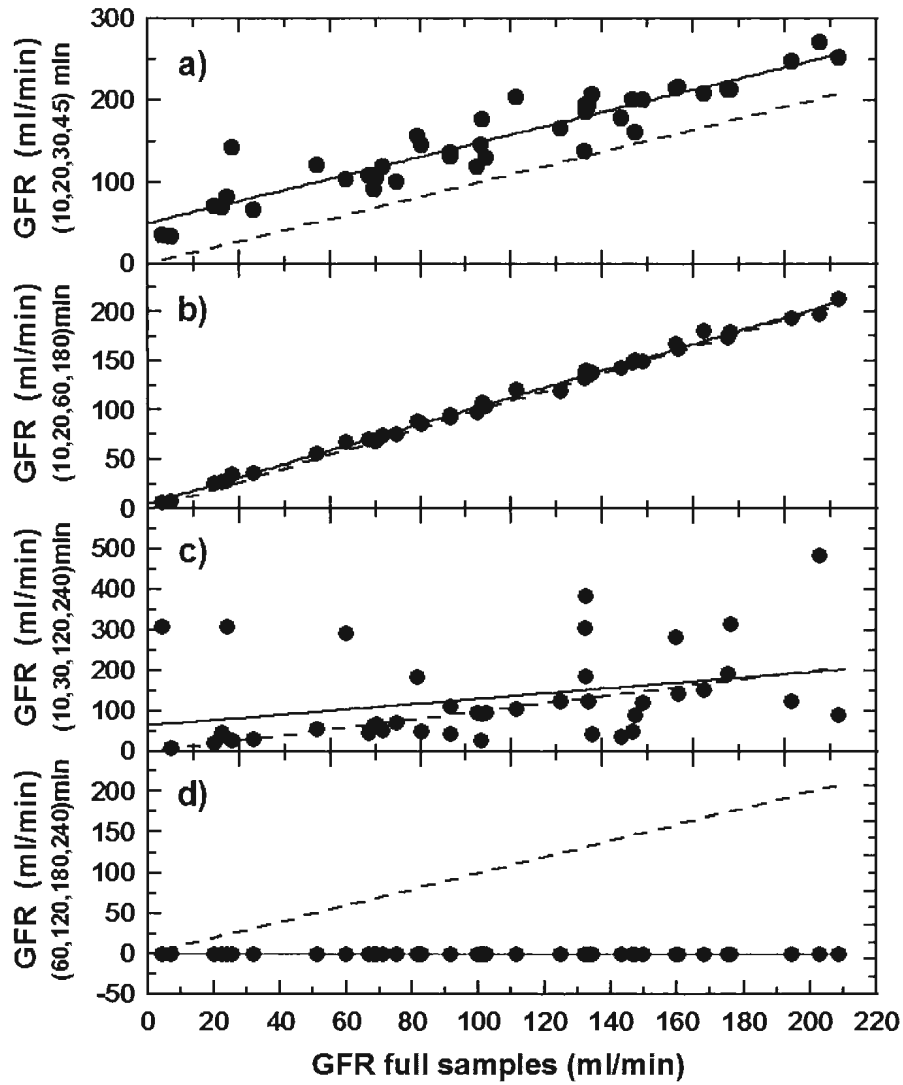 GFR (ml/min)
(10,20,30,45) min
a)
300
200
100
0
GFR (ml/min)
(10,20,60,180)min
b)
200
150
100
50
0
GFR (ml/min)
(10,30,120,240)min
c)
500
400
300
200
100
0
GFR (ml/min)
(60,120,180,240)min
d)
200
150
100
50
0
-50
0 20 40 60 80 100 120 140 160 180 200 220
GFR full samples (ml/min)